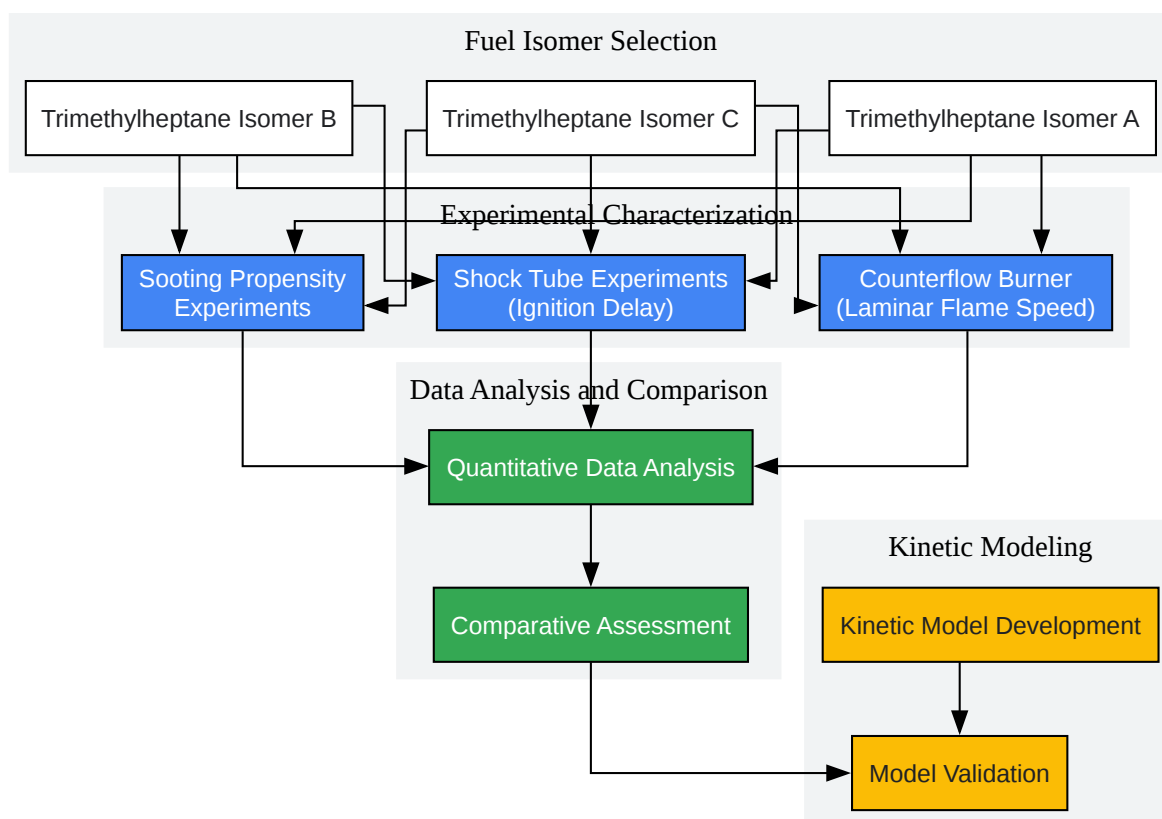 Fuel Isomer Selection
Trimethylheptane Isomer B
Trimethylheptane Isomer C
Trimethylheptane Isomer A
Experimental Characterization
Sooting Propensity
Experiments
Shock Tube Experiments
(Ignition Delay)
Counterflow Burner
(Laminar Flame Speed)
Data Analysis and Comparison
Quantitative Data Analysis
Comparative Assessment
Kinetic Modeling
Kinetic Model Development
Model Validation